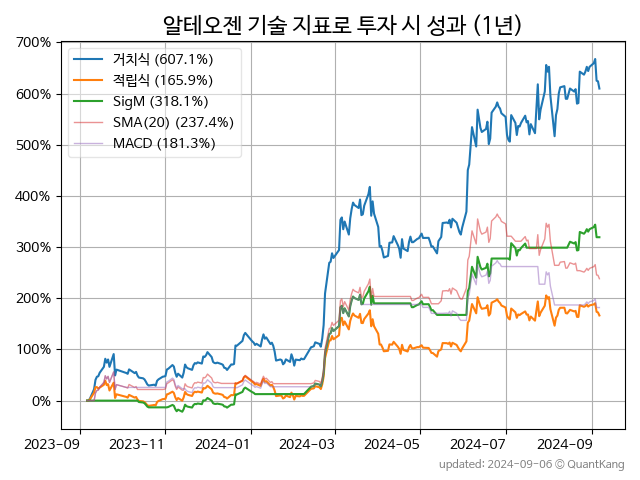 알테오젠 기술 지표로 투자 시 성과 (1년)
700%
600%
500%
400%
300%
200%
100%
0%
거치식 (607.1%)
적립식 (165.9%)
SigM (318.1%)
SMA(20) (237.4%)
MACD (181.3%)
2023-09
2023-11
2024-01
2024-03
2024-05
2024-07
2024-09
updated: 2024-09-06 © QuantKang